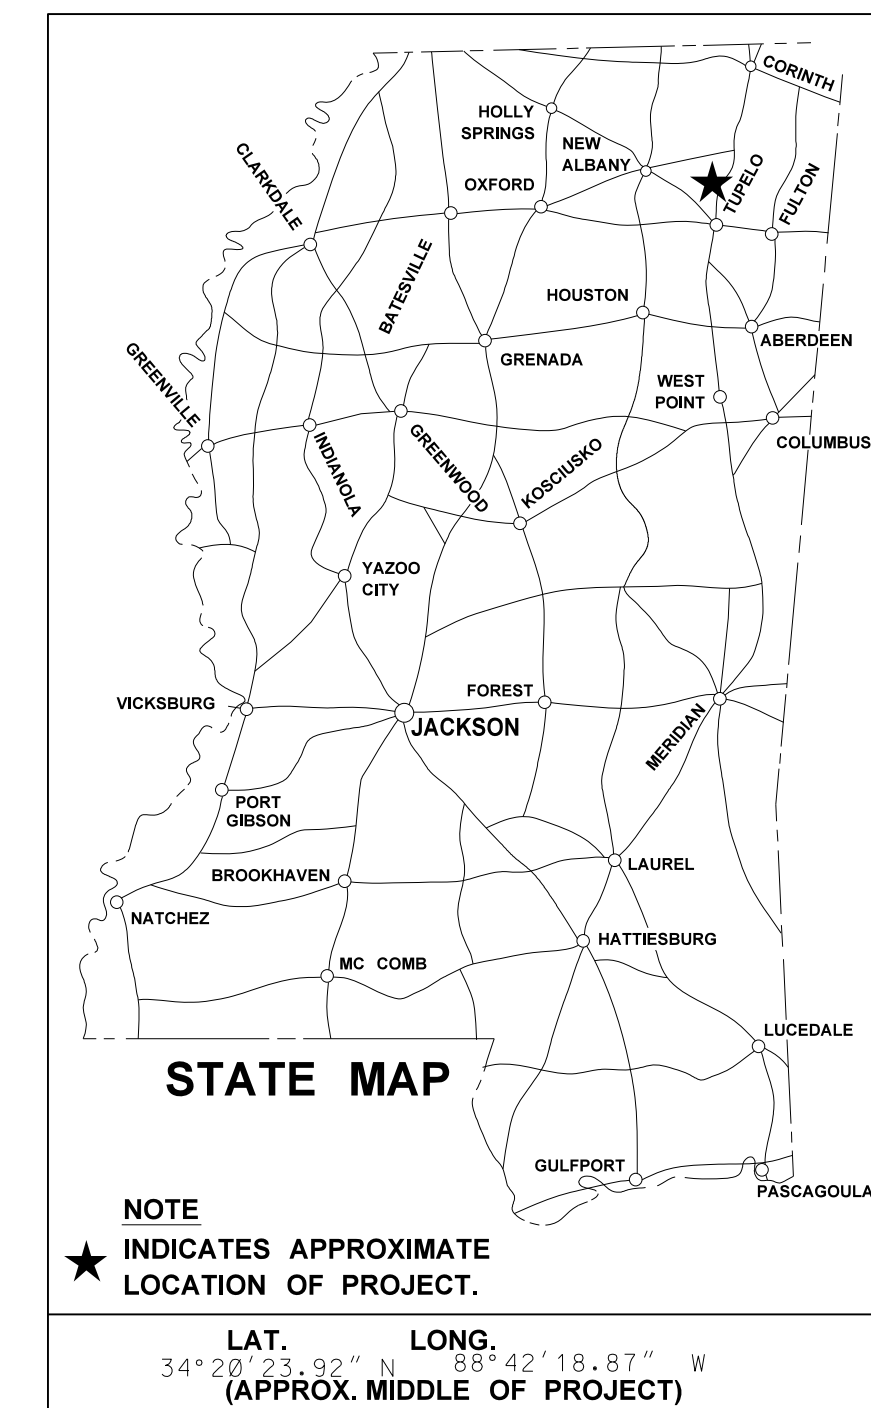 CORINTH
HOLLY
SPRINGS
NEW
ALBANY
CLARKDALE
OXFORD
TUPELO
FULTON
BATESVILLE
HOUSTON
ABERDEEN
GREENVILLE
GRENADA
WEST
POINT
COLUMBUS
INDIANOLA
GREENWOOD
KOSCIUSKO
YAZOO
CITY
VICKSBURG
FOREST
JACKSON
MERIDIAN
PORT
GIBSON
BROOKHAVEN
LAUREL
NATCHEZ
HATTIESBURG
MC COMB
LUCEDALE
STATE MAP
GULFPORT
PASCAGOULA
NOTE
INDICATES APPROXIMATE
LOCATION OF PROJECT.
LAT. LONG.
34°20'23.92" N 88°42'18.87" W
(APPROX. MIDDLE OF PROJECT)